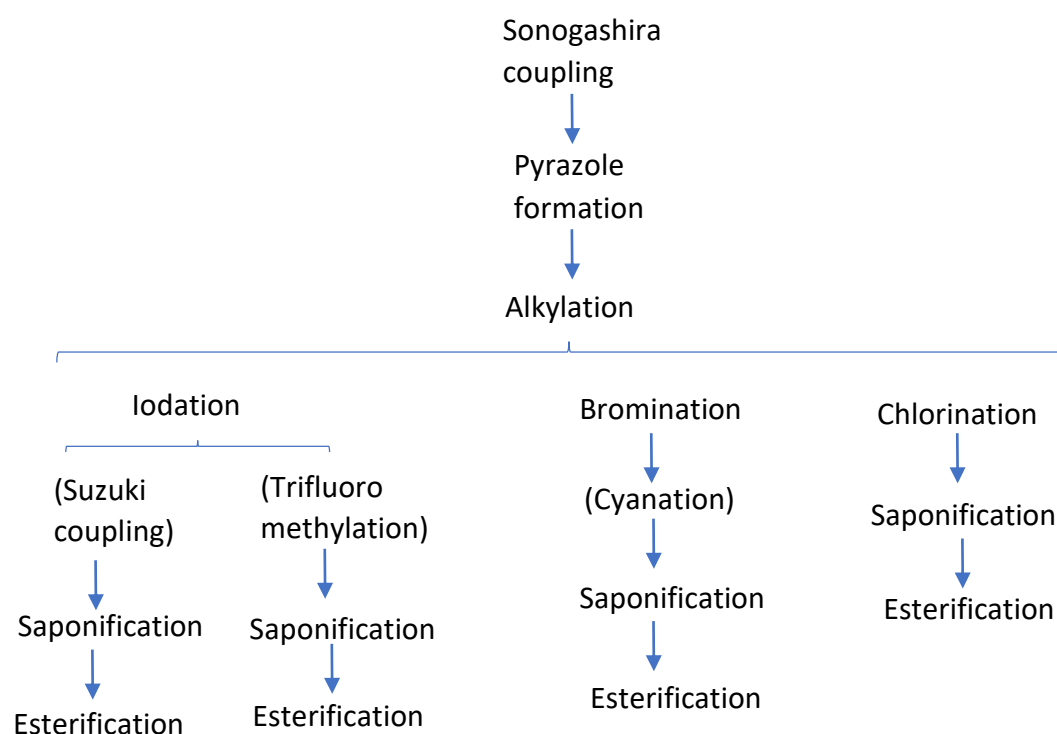 Sonogashira
coupling
Pyrazole
formation
Alkylation
Iodation
Bromination
Chlorination
(Suzuki
coupling)
(Trifluoro
methylation)
(Cyanation)
Saponification
Saponification
Saponification
Saponification
Esterification
Esterification
Esterification
Esterification